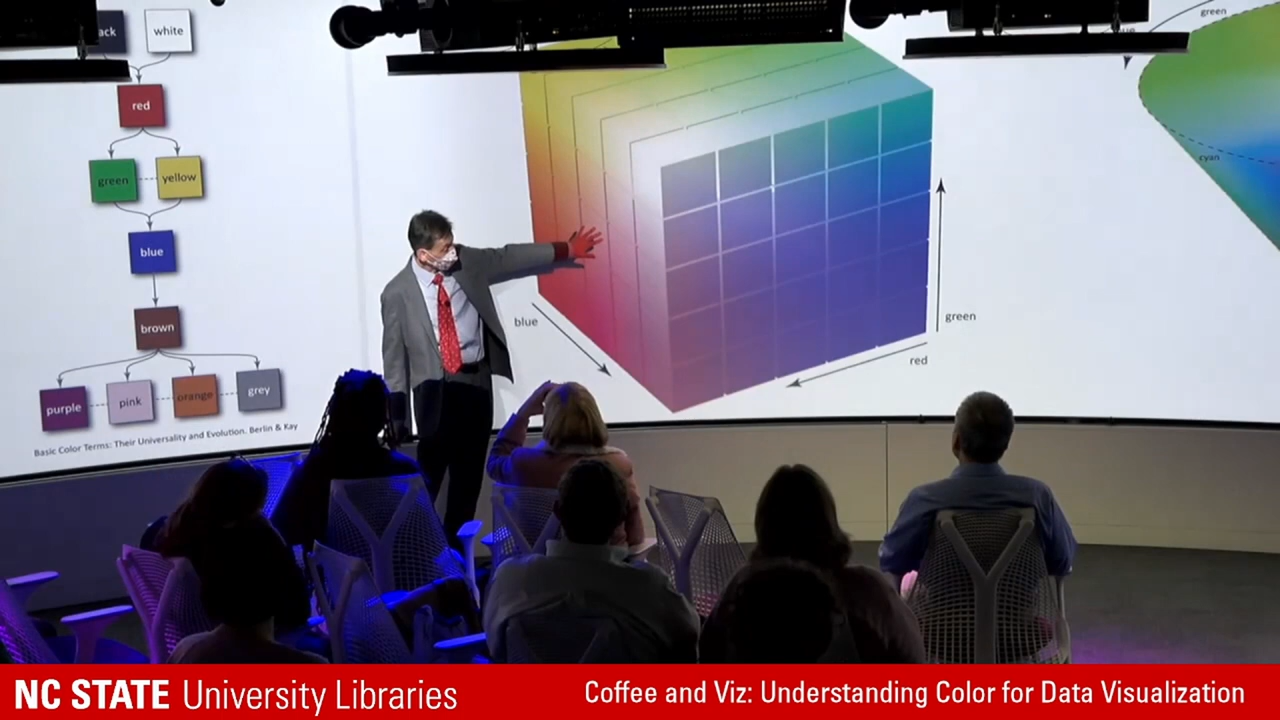 white
red
green
yellow
blue
brown
purple
pink
orange
grey
Basic Color Terms: Their Universality and Evolution. Berlin & Kay
blue
green
red
green
cyan
NC STATE University Libraries
Coffee and Viz: Understanding Color for Data Visualization